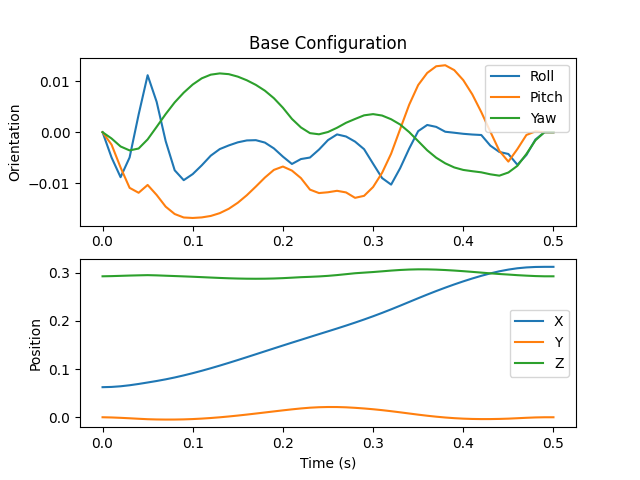 Base Configuration
Orientation
0.01
0.00
−0.01
Roll
Pitch
Yaw
0.0 0.1 0.2 0.3 0.4 0.5
Position
0.3
0.2
0.1
0.0
X
Y
Z
0.0 0.1 0.2 0.3 0.4 0.5
Time (s)